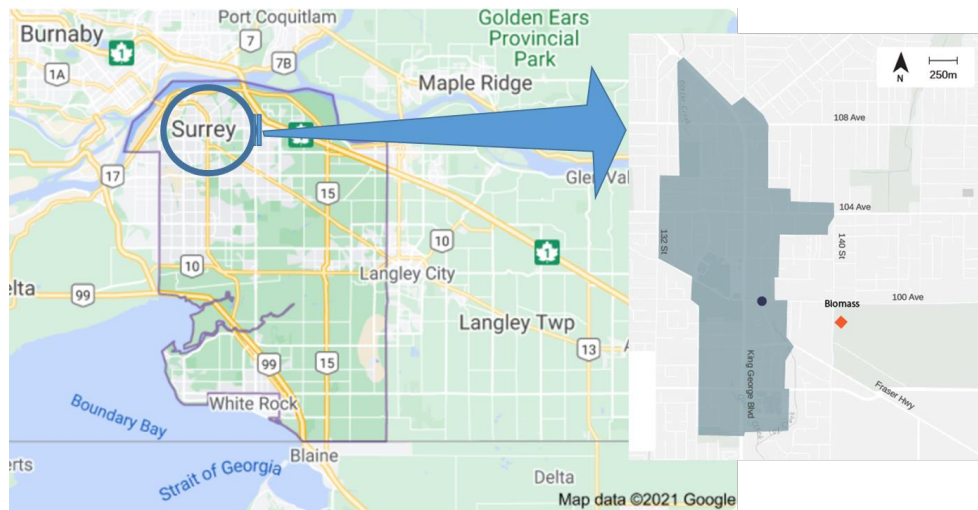 Port Coquitlam
Burnaby
1
7
7B
1A
Golden Ears
Provincial
Park
Maple Ridge
Surrey
17
15
10
Langley City
10
1
elta
99
Langley Twp
13
99
15
White Rock
Boundary Bay
Blaine
Strait of Georgia
Delta
erts
Map data ©2021 Google
N
250m
108 Ave
104 Ave
132 St
140 St
100 Ave
Biomass
King George Blvd
Fraser Hwy